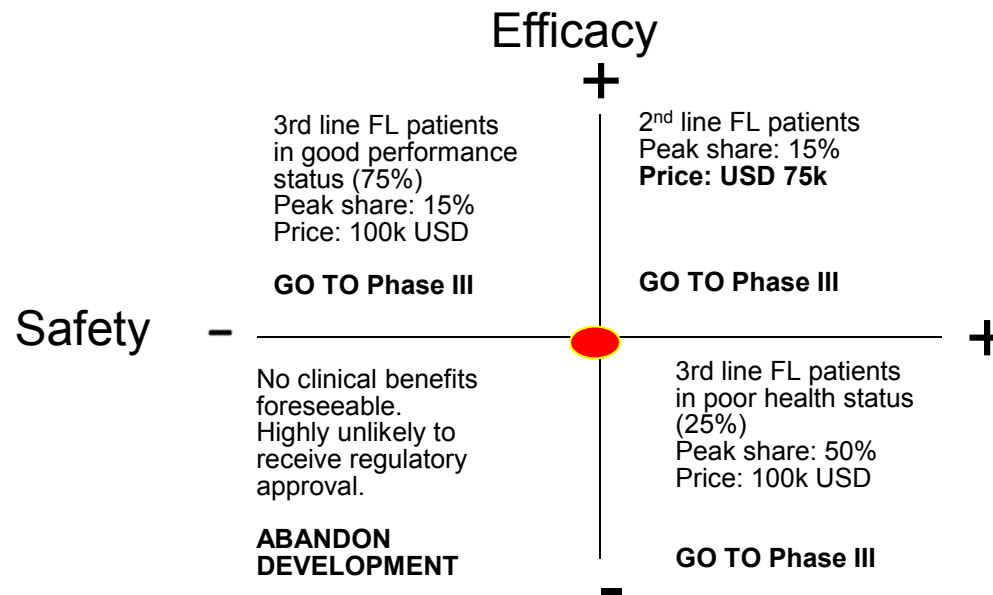 Efficacy
+
3rd line FL patients
in good performance
status (75%)
Peak share: 15%
Price: 100k USD
GO TO Phase III
2nd line FL patients
Peak share: 15%
Price: USD 75k
GO TO Phase III
Safety
-
+
No clinical benefits
foreseeable.
Highly unlikely to
receive regulatory
approval.
ABANDON
DEVELOPMENT
3rd line FL patients
in poor health status
(25%)
Peak share: 50%
Price: 100k USD
GO TO Phase III
-